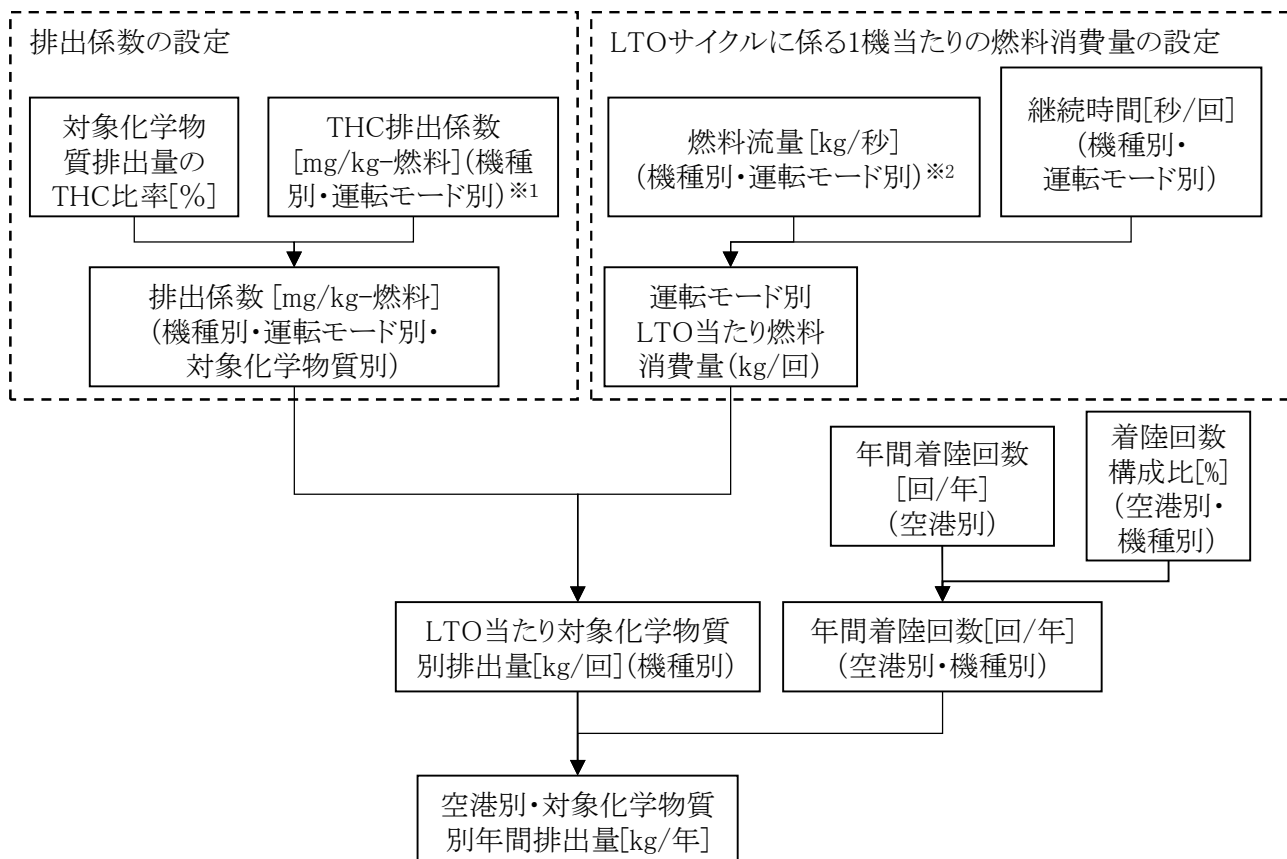 排出係数の設定
対象化学物
質排出量の
THC比率[%]
THC排出係数
[mg/kg-燃料](機種
別・運転モード別)※1
排出係数 [mg/kg-燃料]
(機種別・運転モード別・
対象化学物質別)
LTOサイクルに係る1機当たりの燃料消費量の設定
燃料流量[kg/秒]
(機種別・運転モード別)※2
継続時間[秒/回]
(機種別・
運転モード別)
運転モード別
LTO当たり燃料
消費量(kg/回)
年間着陸回数
[回/年]
(空港別)
着陸回数
構成比[%]
(空港別・
機種別)
LTO当たり対象化学物質
別排出量[kg/回](機種別)
年間着陸回数[回/年]
(空港別・機種別)
空港別・対象化学物質
別年間排出量[kg/年]